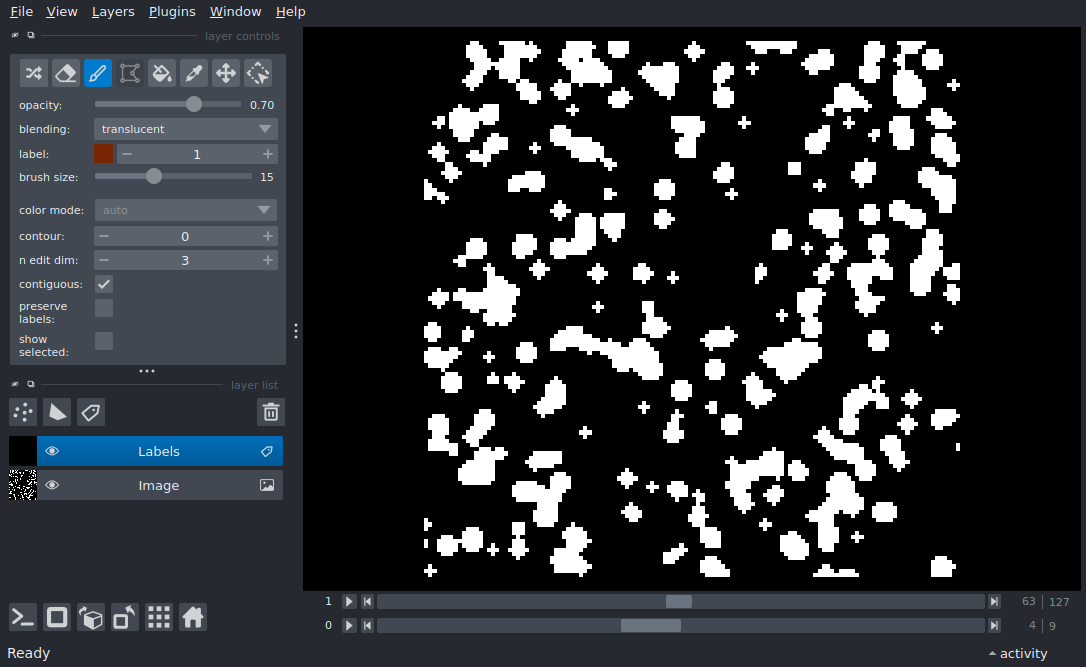 File View Layers Plugins Window Help
layer controls
opacity: 0.70
blending: translucent
label: 1
brush size: 15
color mode: auto
contour: 0
n edit dim: 3
contiguous:
preserve
labels:
show
selected:
layer list
Labels
Image
1 63 127
0 4 9
Ready activity